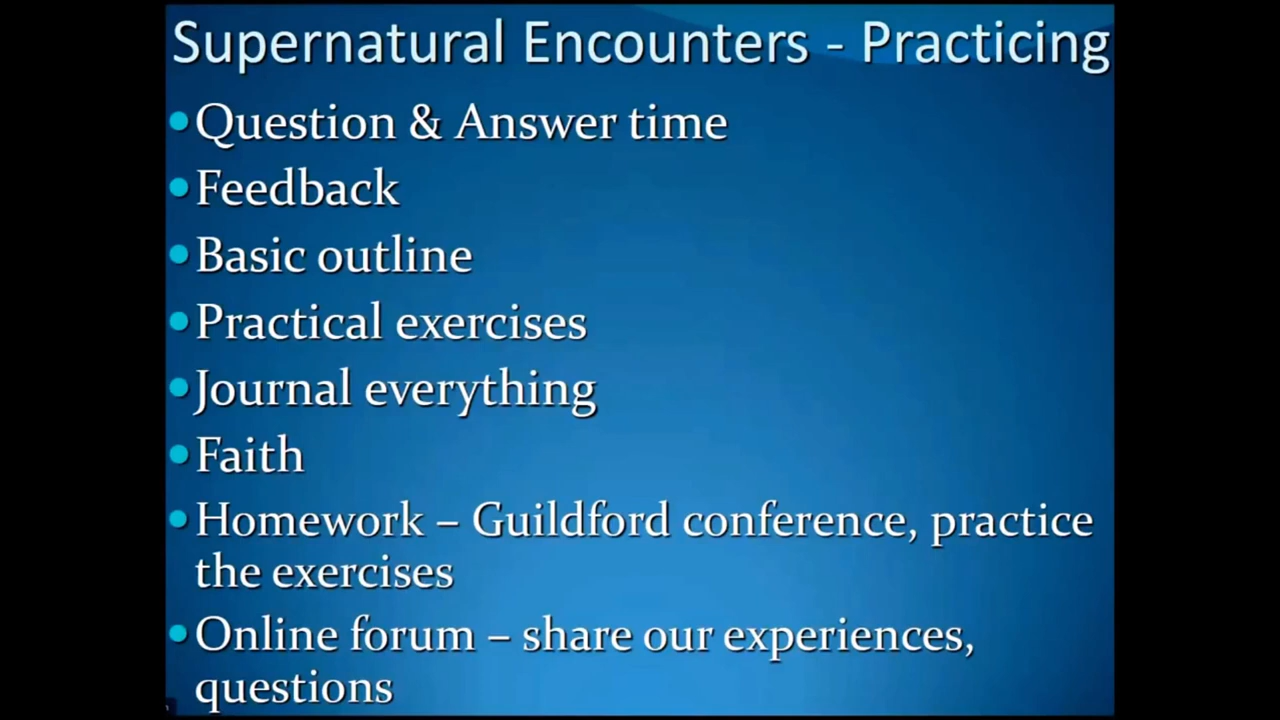 Supernatural Encounters - Practicing
•Question & Answer time
•Feedback
•Basic outline
•Practical exercises
•Journal everything
•Faith
•Homework – Guildford conference, practice
the exercises
•Online forum – share our experiences,
questions